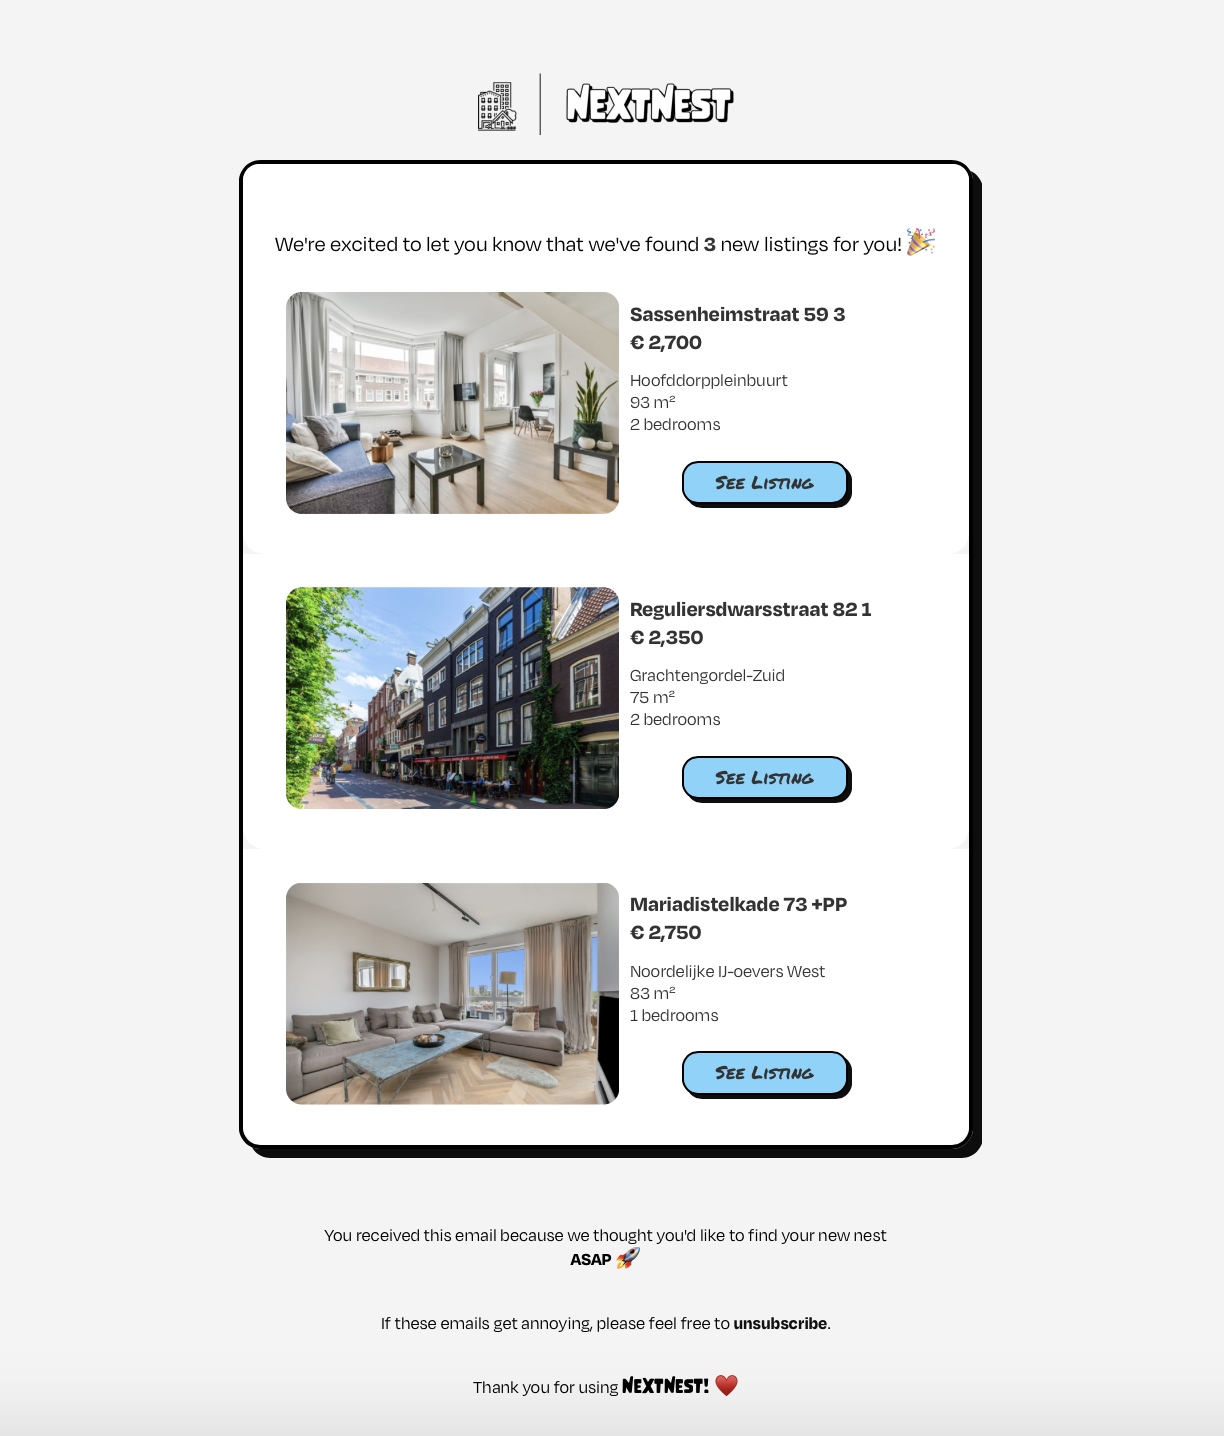 NEXTNEST
We're excited to let you know that we've found 3 new listings for you! 🎉
Sassenheimstraat 59 3
€ 2,700
Hoofddorppleinbuurt
93 m²
2 bedrooms
See Listing
Reguliersdwarsstraat 82 1
€ 2,350
Grachtengordel-Zuid
75 m²
2 bedrooms
See Listing
Mariadistelkade 73 +PP
€ 2,750
Noordelijke IJ-oevers West
83 m²
1 bedrooms
See Listing
You received this email because we thought you'd like to find your new nest
ASAP 🚀
If these emails get annoying, please feel free to unsubscribe.
Thank you for using NEXTNEST! ♥️